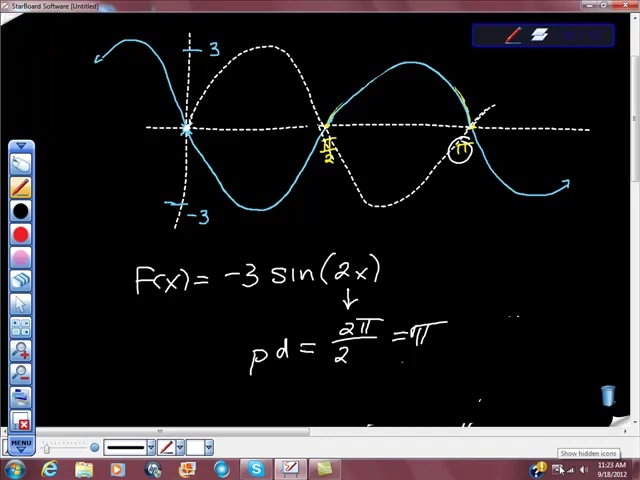 StarBoard Software [Untitled]
3
π/2
π
-3
F(x) = -3 sin(2x)
pd = 2π/2 = π
MENU
Show hidden icons
11:23 AM
9/18/2012